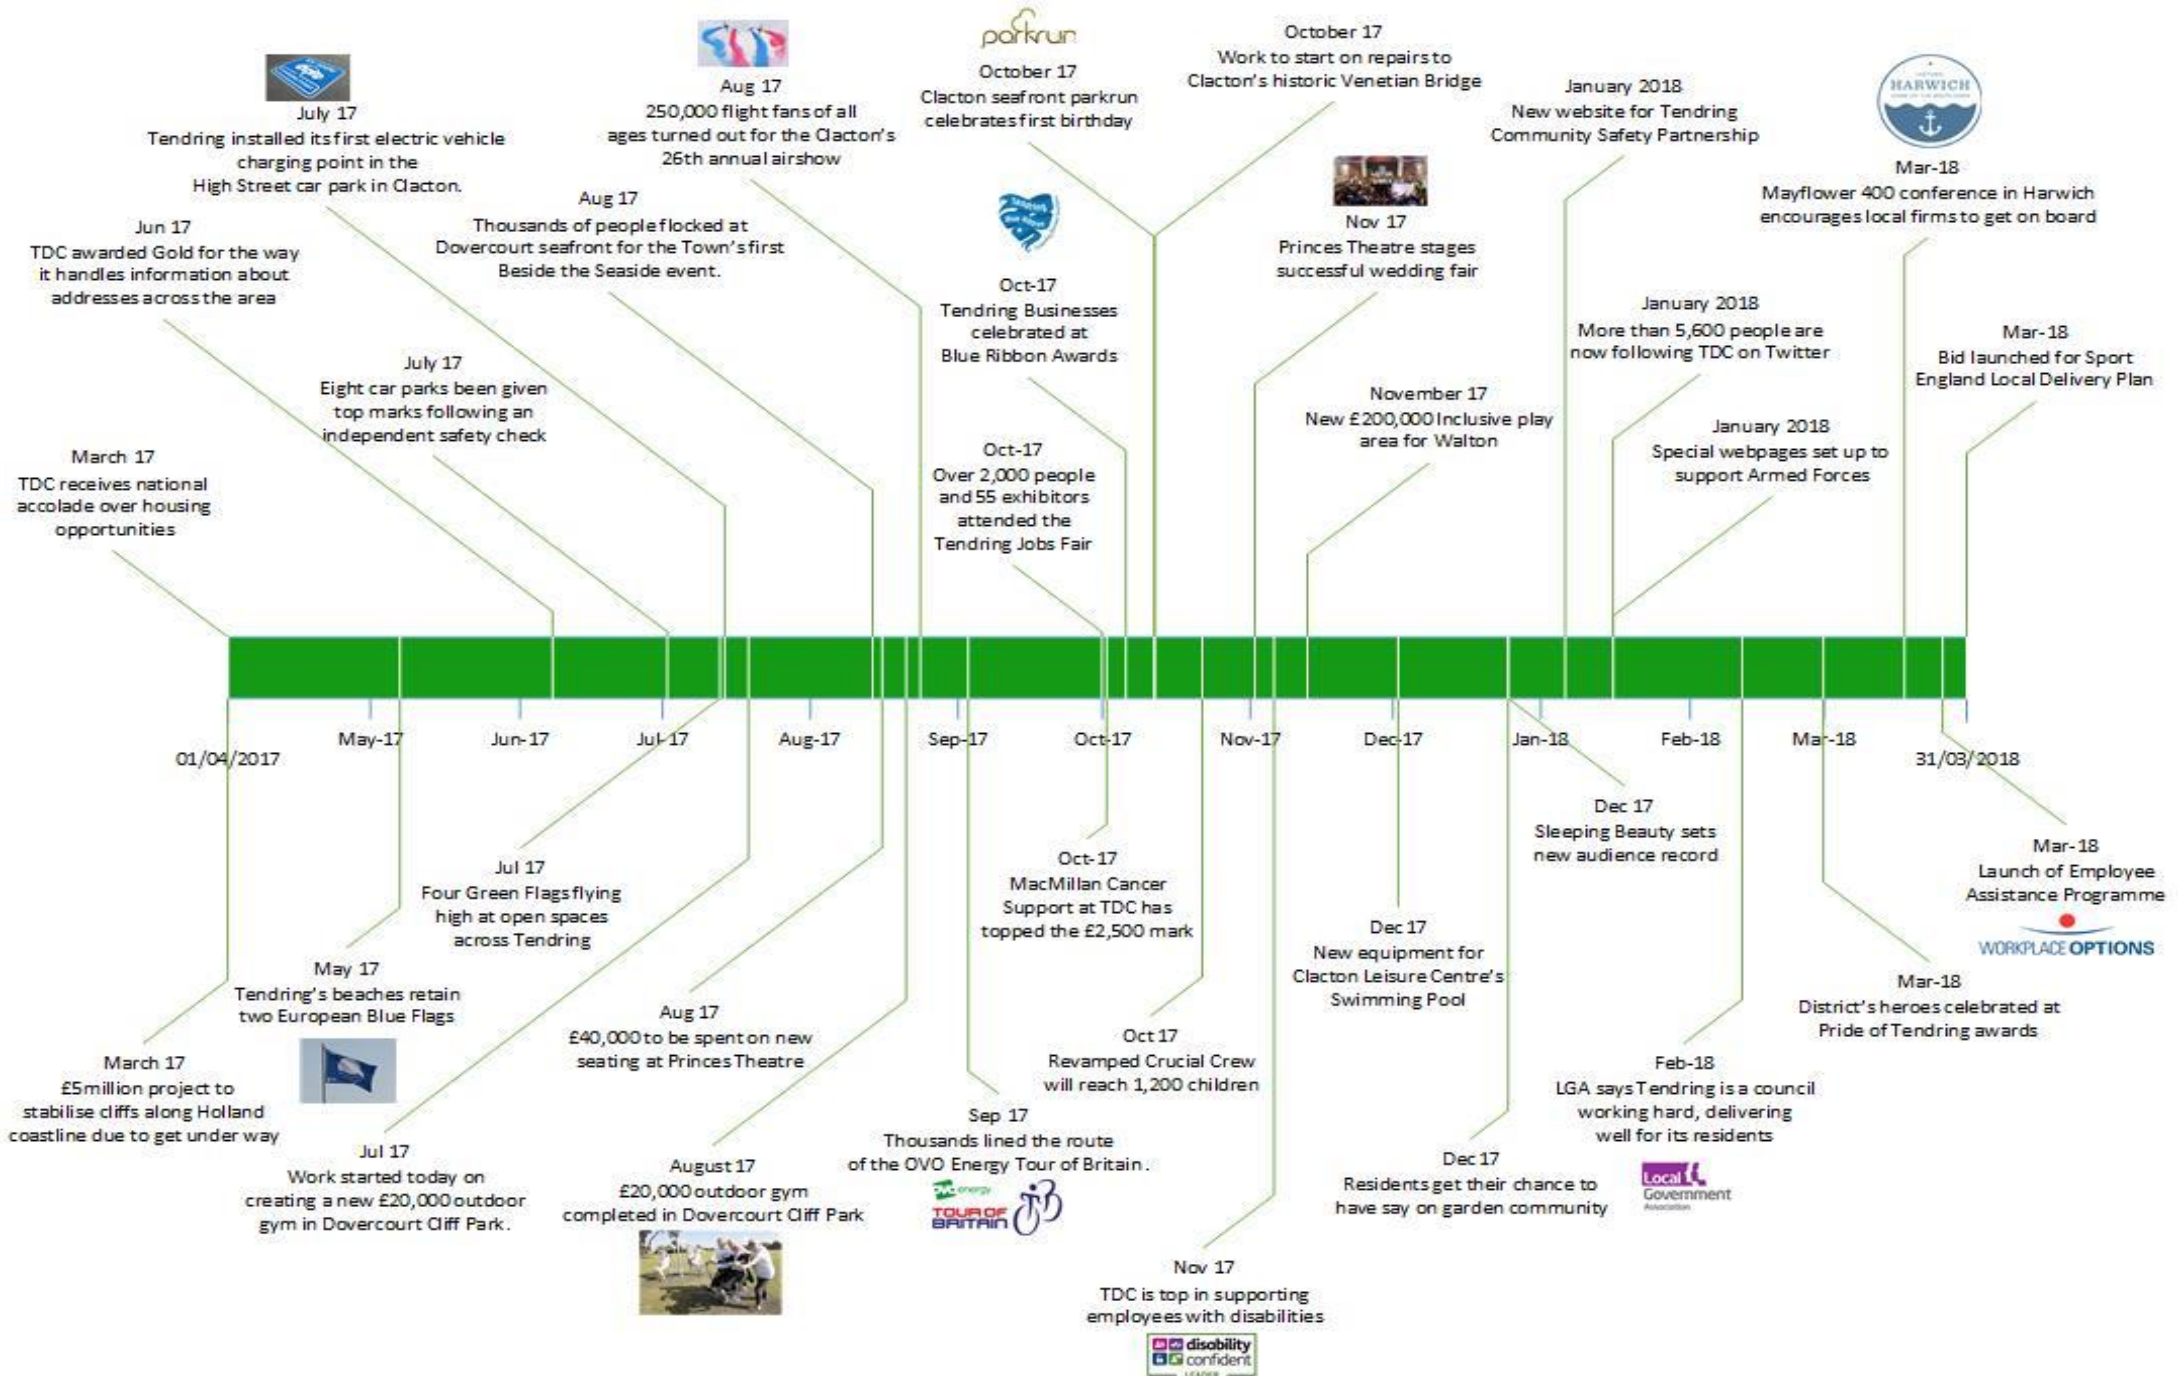 parkrun
October 17
Clacton seafront parkrun
celebrates first birthday
October 17
Work to start on repairs to
Clacton's historic Venetian Bridge
July 17
Tendring installed its first electric vehicle
charging point in the
High Street car park in Clacton.
Aug 17
250,000 flight fans of all
ages turned out for the Clacton's
26th annual airshow
January 2018
New website for Tendring
Community Safety Partnership
HARWICH
Mar-18
Mayflower 400 conference in Harwich
encourages local firms to get on board
Jun 17
TDC awarded Gold for the way
it handles information about
addresses across the area
Aug 17
Thousands of people flocked at
Dovercourt seafront for the Town's first
Beside the Seaside event.
Oct-17
Tendring Businesses
celebrated at
Blue Ribbon Awards
Nov 17
Princes Theatre stages
successful wedding fair
January 2018
More than 5,600 people are
now following TDC on Twitter
Mar-18
Bid launched for Sport
England Local Delivery Plan
July 17
Eight car parks been given
top marks following an
independent safety check
November 17
New £200,000 Inclusive play
area for Walton
January 2018
Special webpages set up to
support Armed Forces
March 17
TDC receives national
accolade over housing
opportunities
Oct-17
Over 2,000 people
and 55 exhibitors
attended the
Tendring Jobs Fair
01/04/2017
May-17
Jun-17
Jul-17
Aug-17
Sep-17
Oct-17
Nov-17
Dec-17
Jan-18
Feb-18
Mar-18
31/03/2018
March 17
£5million project to
stabilise cliffs along Holland
coastline due to get under way
May 17
Tendring's beaches retain
two European Blue Flags
Jul 17
Four Green Flags flying
high at open spaces
across Tendring
Jul 17
Work started today on
creating a new £20,000 outdoor
gym in Dovercourt Cliff Park.
Aug 17
£40,000 to be spent on new
seating at Princes Theatre
August 17
£20,000 outdoor gym
completed in Dovercourt Cliff Park
Sep 17
Thousands lined the route
of the OVO Energy Tour of Britain.
ovo energy
TOUR OF
BRITAIN
Oct-17
MacMillan Cancer
Support at TDC has
topped the £2,500 mark
Oct 17
Revamped Crucial Crew
will reach 1,200 children
Nov 17
TDC is top in supporting
employees with disabilities
disability
confident
LEADER
Dec 17
New equipment for
Clacton Leisure Centre's
Swimming Pool
Dec 17
Sleeping Beauty sets
new audience record
Dec 17
Residents get their chance to
have say on garden community
Feb-18
LGA says Tendring is a council
working hard, delivering
well for its residents
Local
Government
Association
Mar-18
District's heroes celebrated at
Pride of Tendring awards
Mar-18
Launch of Employee
Assistance Programme
WORKPLACE OPTIONS